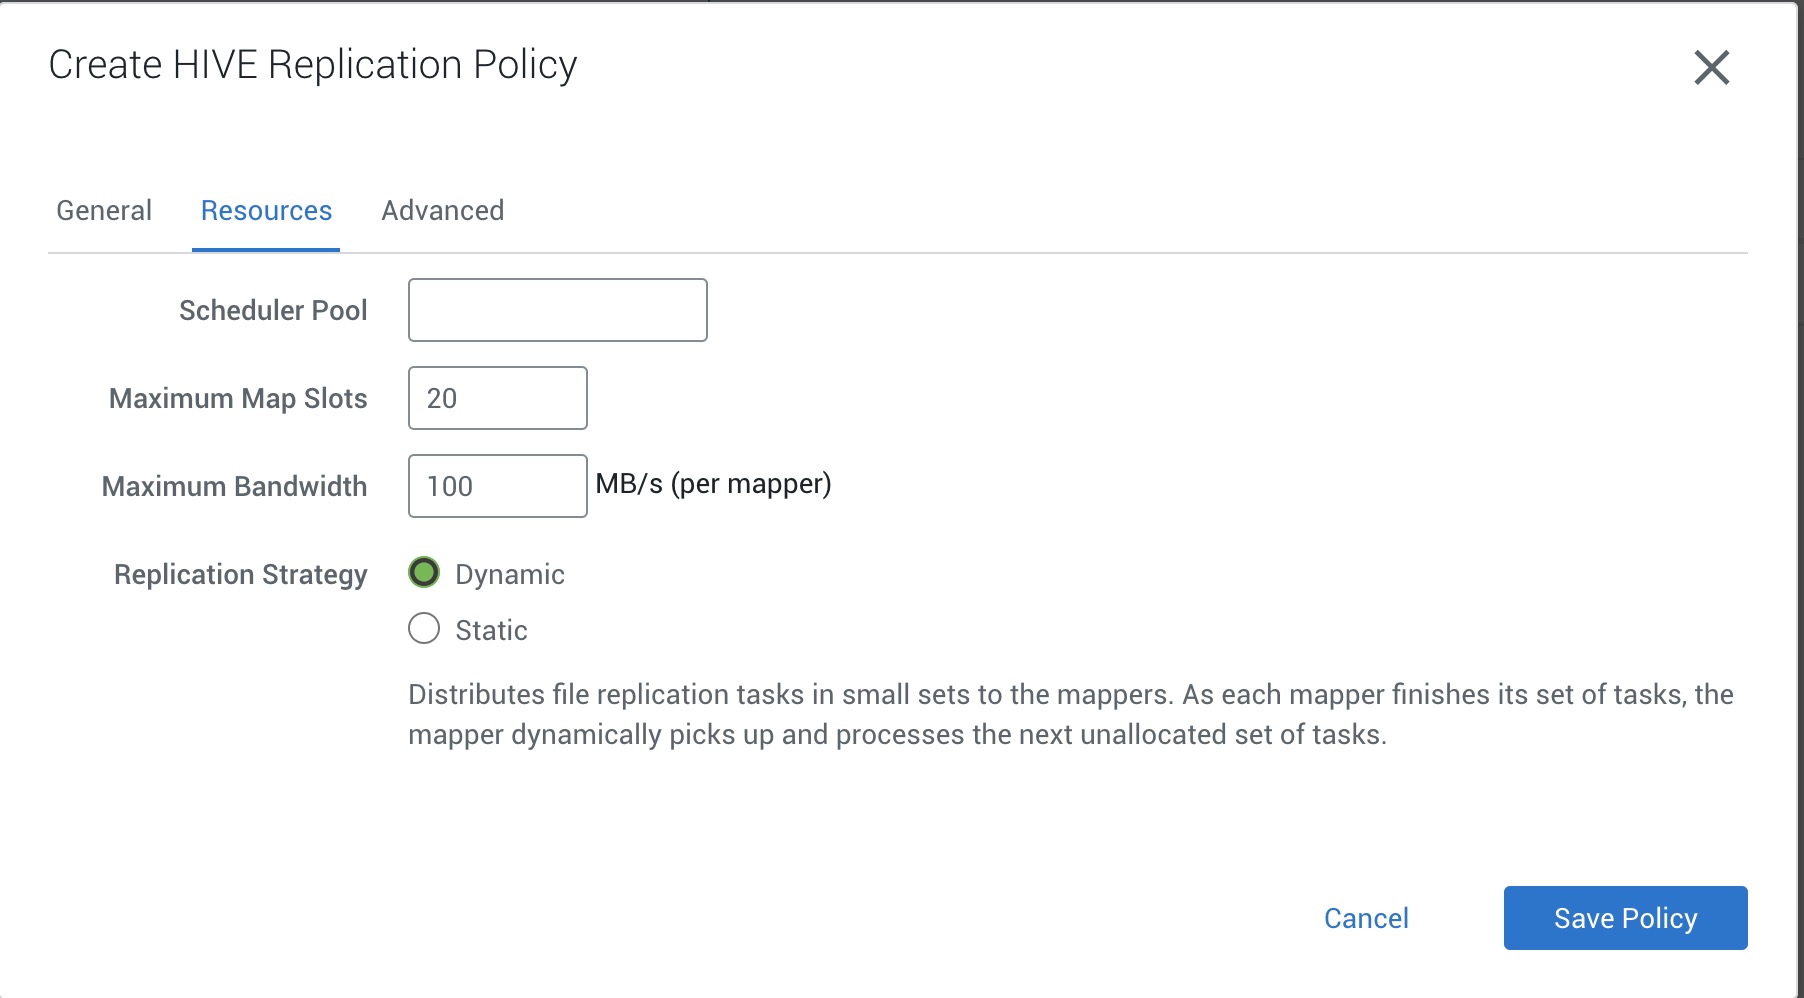 Create HIVE Replication Policy
General Resources Advanced
Scheduler Pool
Maximum Map Slots 20
Maximum Bandwidth 100 MB/s (per mapper)
Replication Strategy Dynamic
Static
Distributes file replication tasks in small sets to the mappers. As each mapper finishes its set of tasks, the
mapper dynamically picks up and processes the next unallocated set of tasks.
Cancel Save Policy